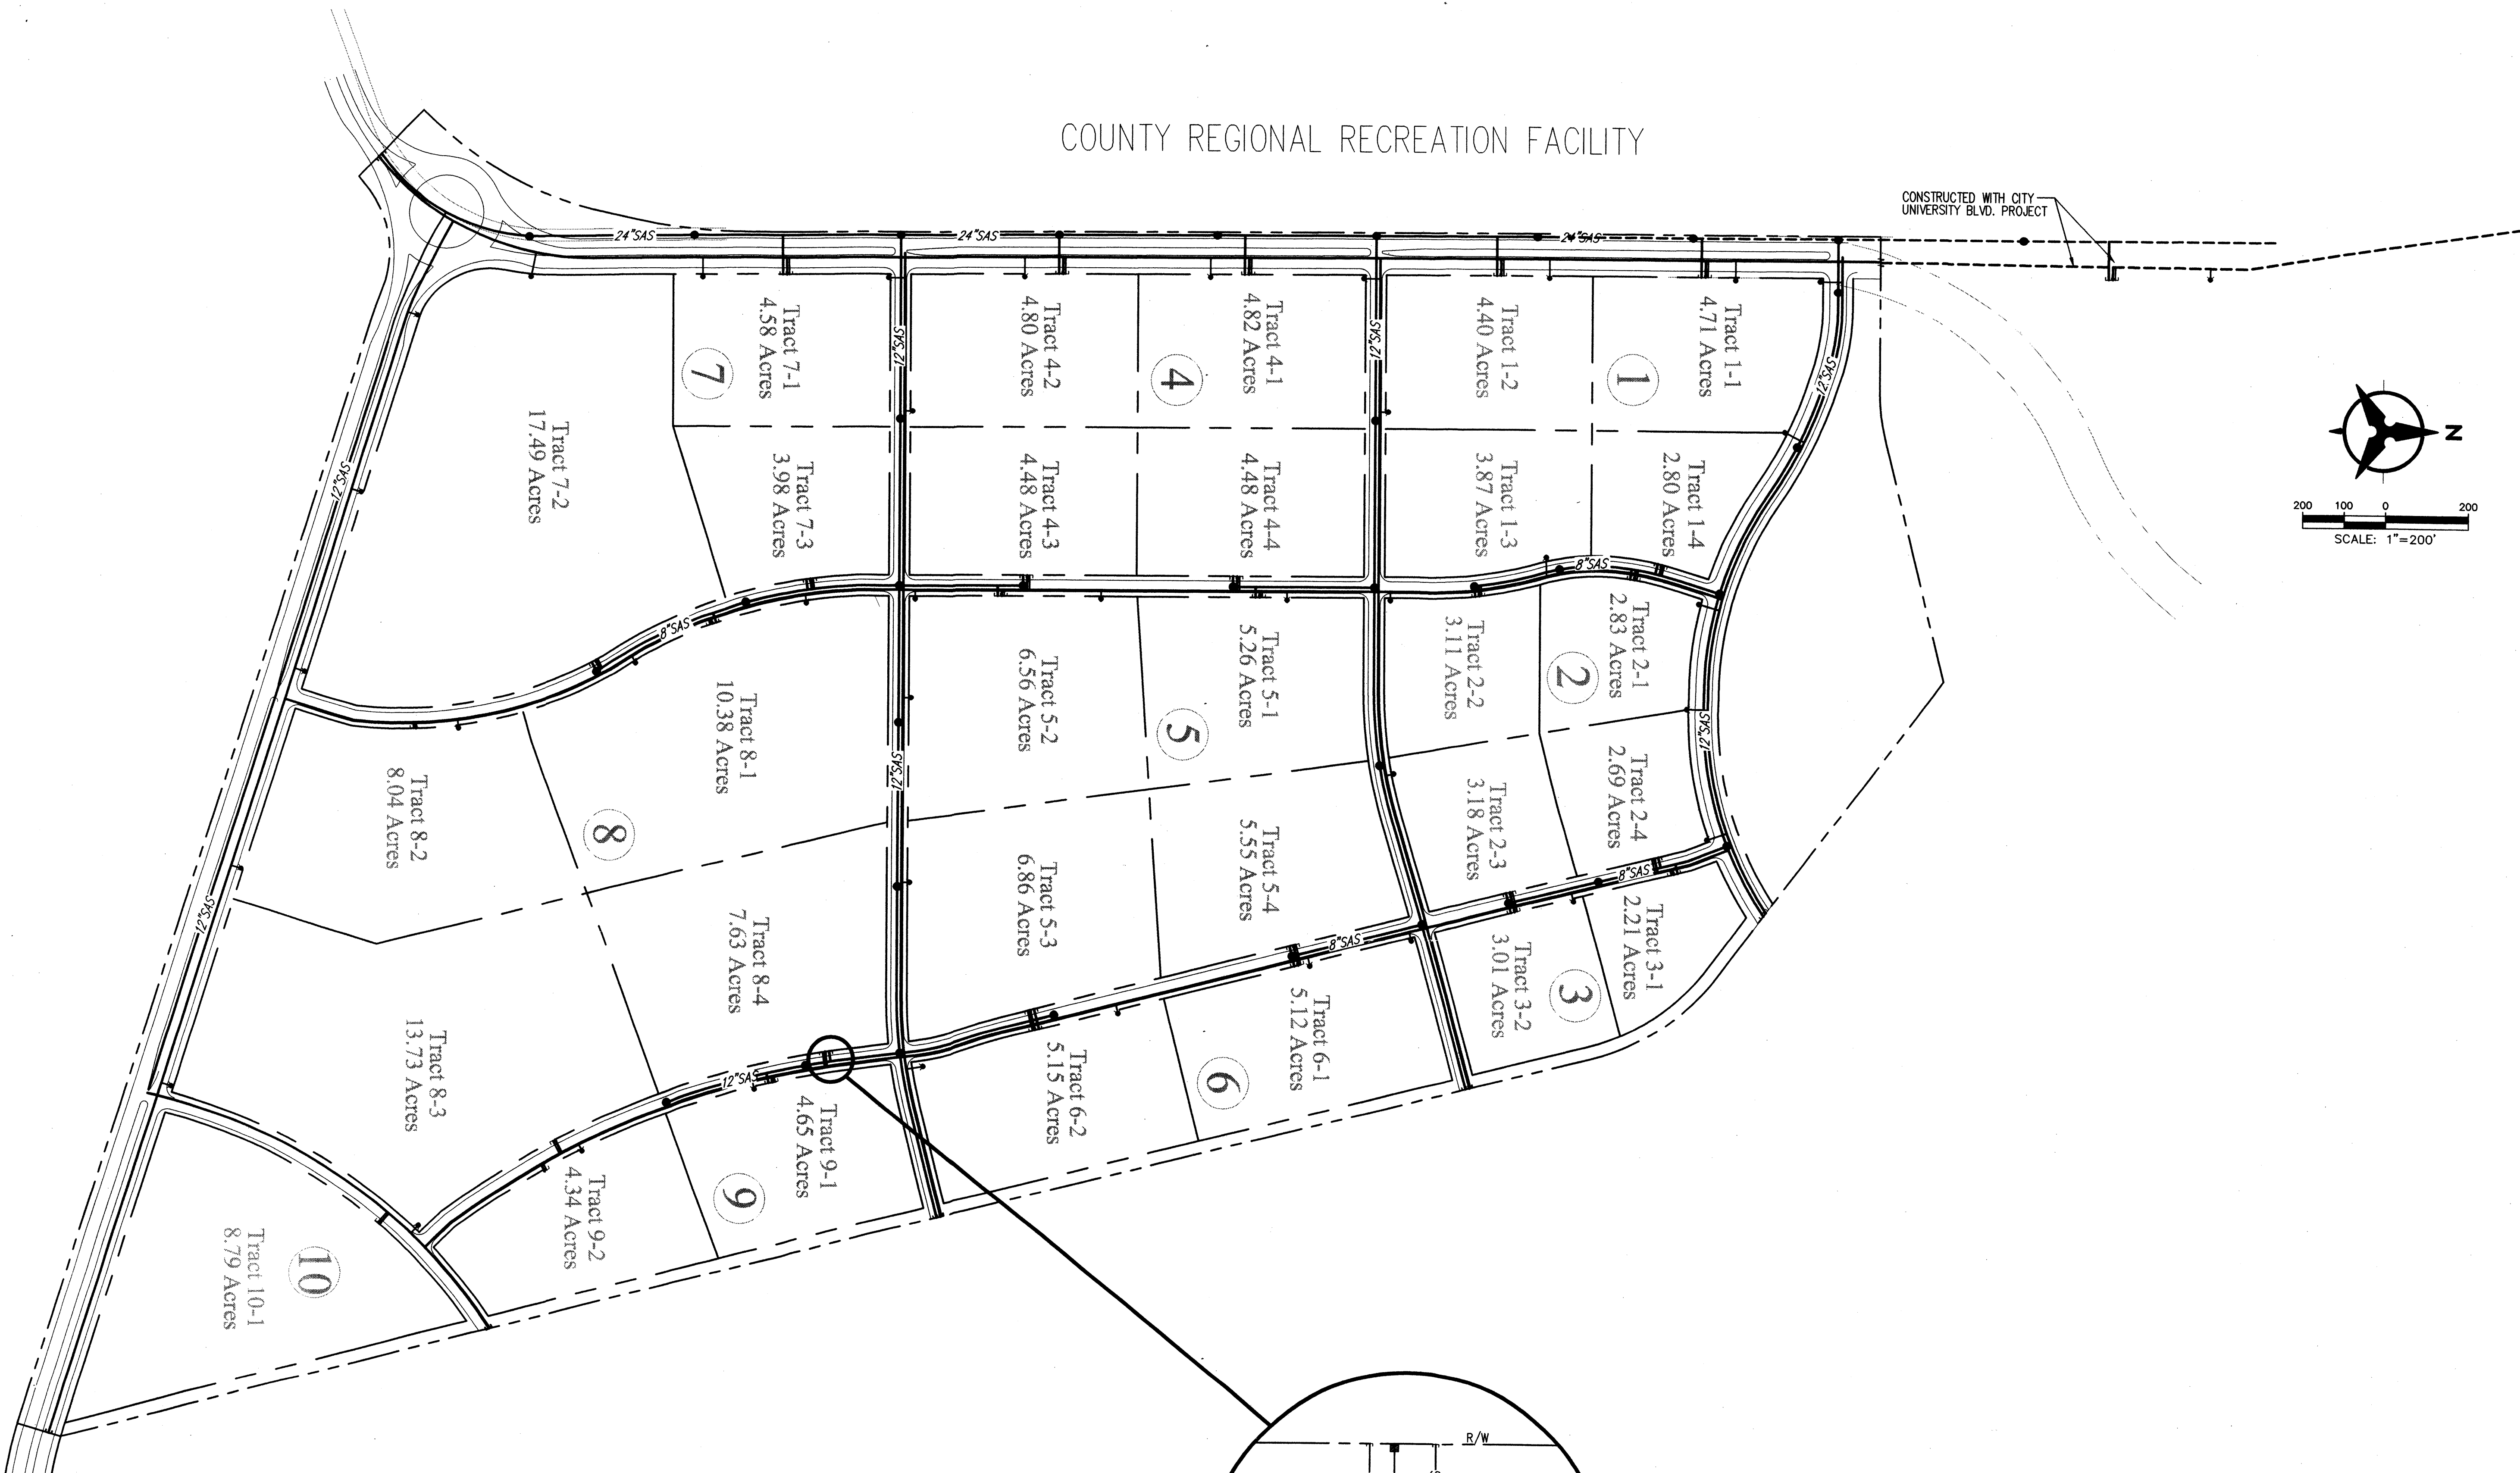 COUNTY REGIONAL RECREATION FACILITY
CONSTRUCTED WITH CITY
UNIVERSITY BLVD. PROJECT
24"SAS
24"SAS
24"SAS
N
200 100 0 200
SCALE: 1"=200'
Tract 7-1
4.58 Acres
7
Tract 4-2
4.80 Acres
Tract 4-1
4.82 Acres
4
Tract 1-2
4.40 Acres
1
Tract 1-1
4.71 Acres
12"SAS
12"SAS
12"SAS
Tract 7-2
17.49 Acres
12"SAS
Tract 7-3
3.98 Acres
Tract 4-3
4.48 Acres
Tract 4-4
4.48 Acres
Tract 1-3
3.87 Acres
Tract 1-4
2.80 Acres
8"SAS
8"SAS
Tract 8-1
10.38 Acres
Tract 5-2
6.56 Acres
Tract 5-1
5.26 Acres
5
Tract 2-2
3.11 Acres
2
Tract 2-1
2.83 Acres
12"SAS
12"SAS
Tract 8-2
8.04 Acres
8
Tract 2-3
3.18 Acres
Tract 2-4
2.69 Acres
8"SAS
12"SAS
Tract 8-4
7.63 Acres
Tract 5-3
6.86 Acres
Tract 5-4
5.55 Acres
8"SAS
Tract 3-2
3.01 Acres
3
Tract 3-1
2.21 Acres
Tract 8-3
13.73 Acres
12"SAS
Tract 6-2
5.15 Acres
6
Tract 6-1
5.12 Acres
Tract 9-1
4.65 Acres
9
Tract 9-2
4.34 Acres
10
Tract 10-1
8.79 Acres
R/W